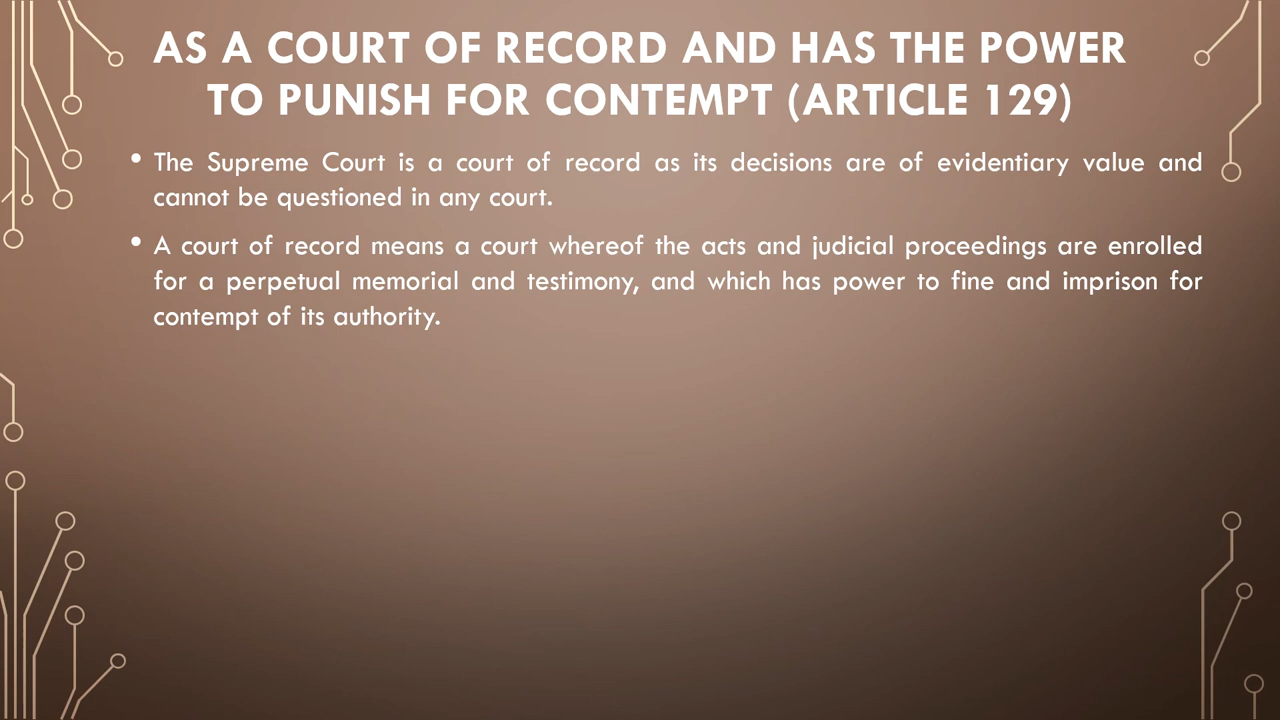 AS A COURT OF RECORD AND HAS THE POWER
TO PUNISH FOR CONTEMPT (ARTICLE 129)
• The Supreme Court is a court of record as its decisions are of evidentiary value and
cannot be questioned in any court.
• A court of record means a court whereof the acts and judicial proceedings are enrolled
for a perpetual memorial and testimony, and which has power to fine and imprison for
contempt of its authority.